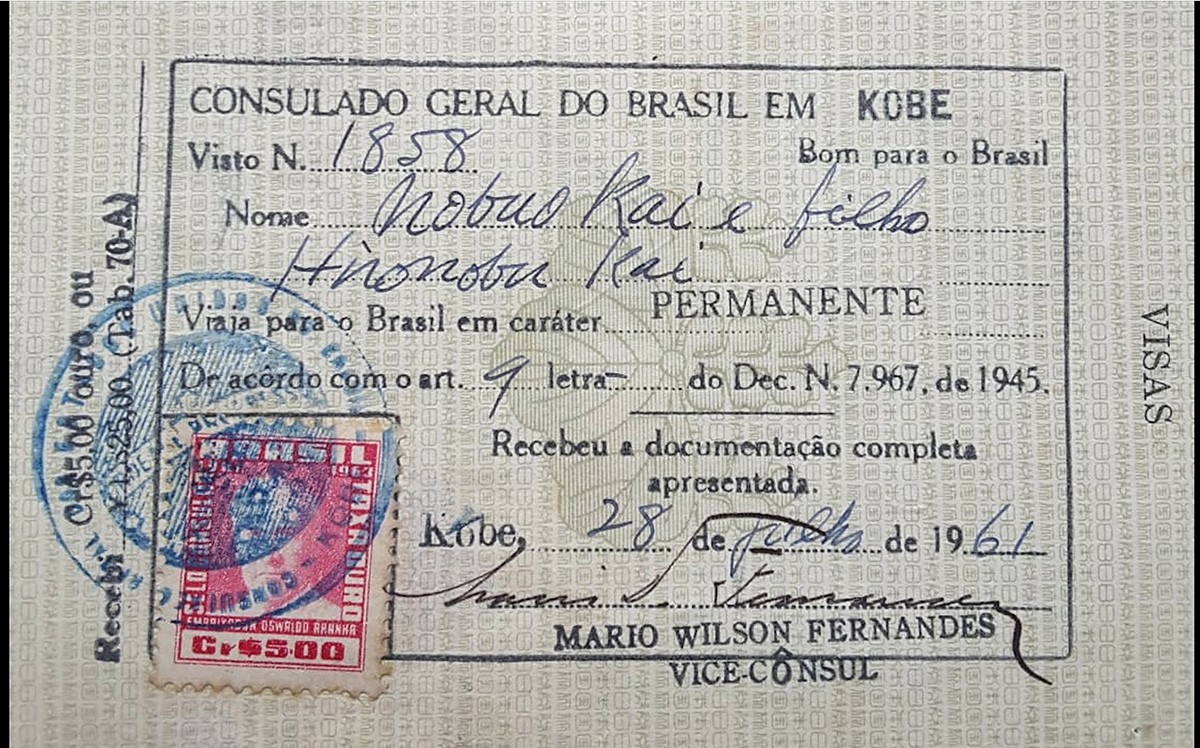 CONSULADO GERAL DO BRASIL EM KOBE
Visto N. 1858 Bom para o Brasil
Nome Nobuo Kai e filho
Hironobu Kai
Viaja para o Brasil em caráter PERMANENTE
De acôrdo com o art. 9 letra - do Dec. N. 7.967, de 1945.
Recebeu a documentação completa
apresentada.
Kobe, 28 de julho de 1961
MARIO WILSON FERNANDES
VICE-CÔNSUL
Recebi Y1.825,00 (Tab. 70-A)
Cr$5,00 ouro, ou
BRASIL
EMBAIXADOR OSWALDO ARANHA
Cr$5.00
VISAS